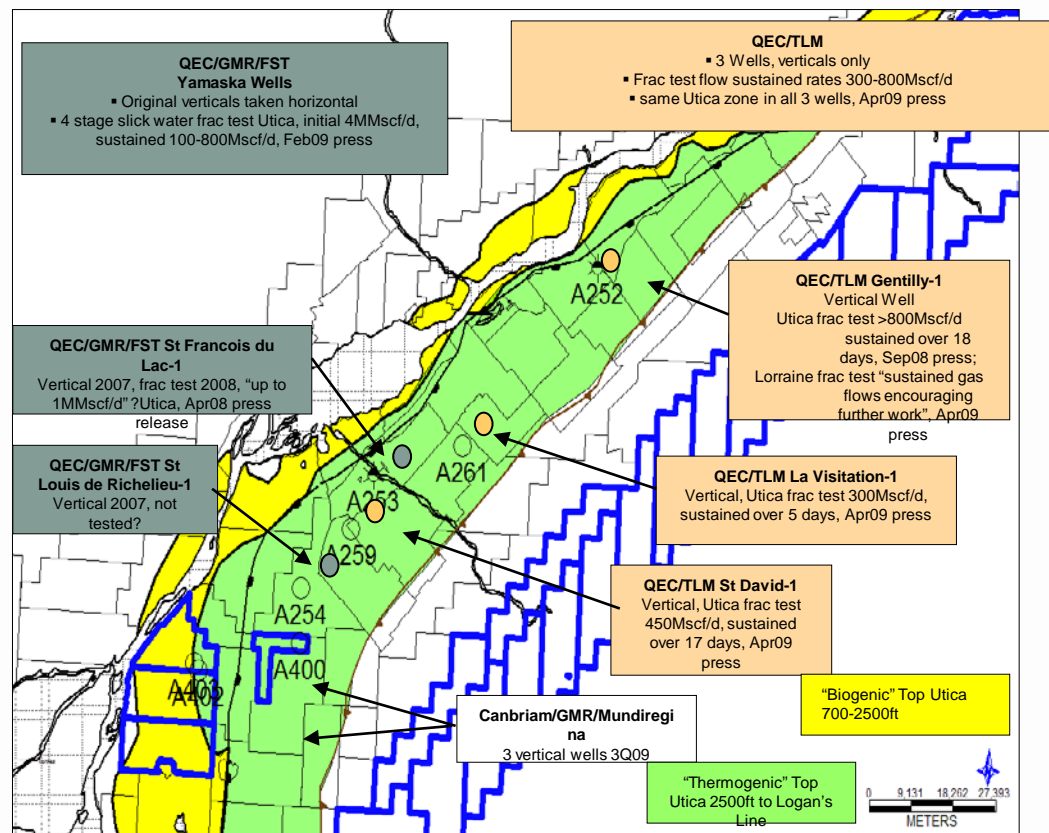 QEC/GMR/FST
Yamaska Wells
▪ Original verticals taken horizontal
▪ 4 stage slick water frac test Utica, initial 4MMscf/d,
sustained 100-800Mscf/d, Feb09 press
QEC/TLM
▪ 3 Wells, verticals only
▪ Frac test flow sustained rates 300-800Mscf/d
▪ same Utica zone in all 3 wells, Apr09 press
A252
QEC/TLM Gentilly-1
Vertical Well
Utica frac test >800Mscf/d
sustained over 18
days, Sep08 press;
Lorraine frac test “sustained gas
flows encouraging
further work”, Apr09
press
QEC/GMR/FST St Francois du
Lac-1
Vertical 2007, frac test 2008, “up to
1MMscf/d” ?Utica, Apr08 press
release
A261
QEC/GMR/FST St
Louis de Richelieu-1
Vertical 2007, not
tested?
QEC/TLM La Visitation-1
Vertical, Utica frac test 300Mscf/d,
sustained over 5 days, Apr09 press
A253
A259
QEC/TLM St David-1
Vertical, Utica frac test
450Mscf/d, sustained
over 17 days, Apr09
press
A254
A400
A403
A402
Canbriam/GMR/Mundiregi
na
3 vertical wells 3Q09
“Biogenic” Top Utica
700-2500ft
“Thermogenic” Top
Utica 2500ft to Logan’s
Line
0 9,131 18,262 27,393
METERS